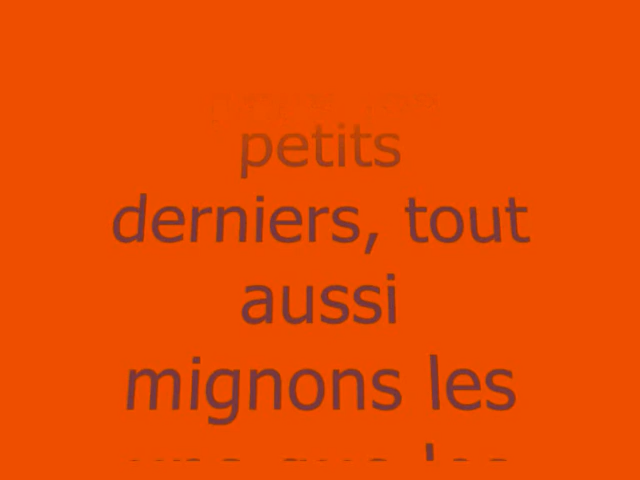 petits
derniers, tout
aussi
mignons les